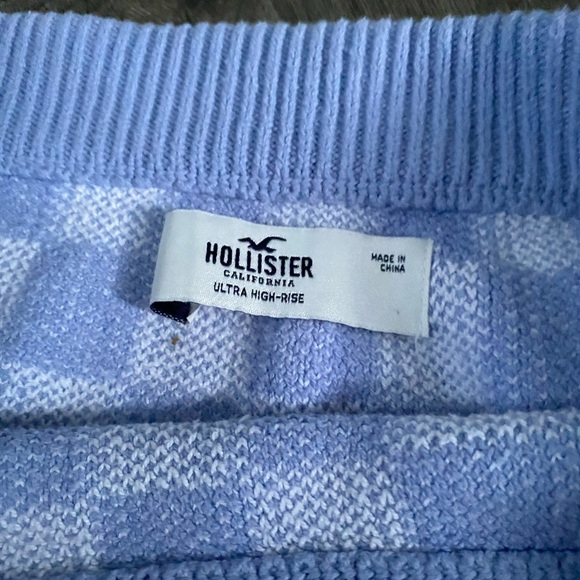 HOLLISTER
CALIFORNIA
ULTRA HIGH-RISE
MADE IN
CHINA